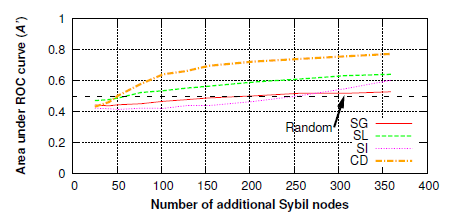 1
0.8
0.6
0.4
0.2
0
Area under ROC curve (A')
Random
SG
SL
SI
CD
0 50 100 150 200 250 300 350 400
Number of additional Sybil nodes